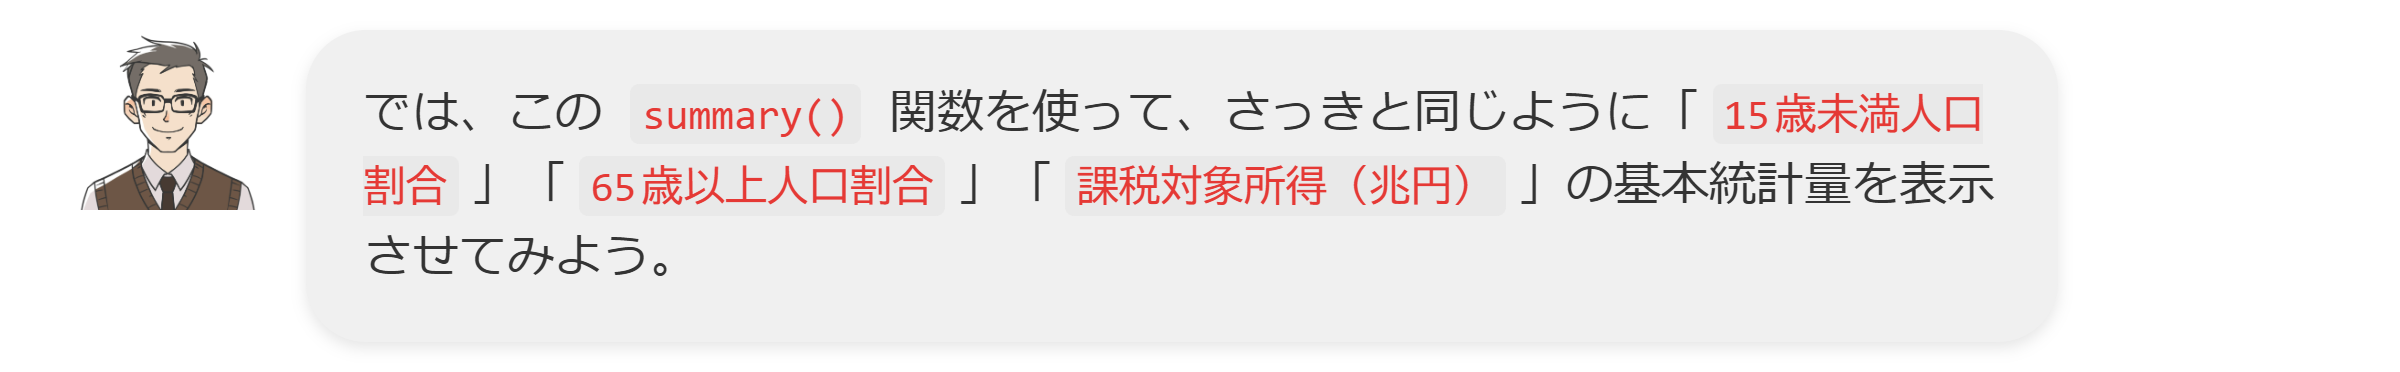 では、この summary() 関数を使って、さっきと同じように「 15歳未満人口
割合 」「 65歳以上人口割合 」「 課税対象所得（兆円） 」の基本統計量を表示
させてみよう。